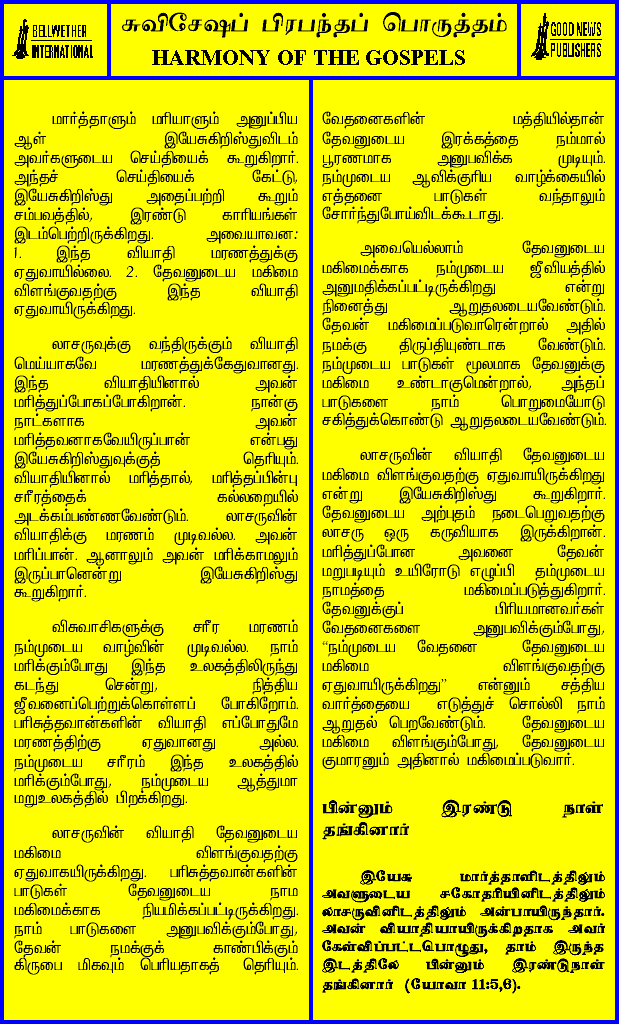 BELLWETHER
INTERNATIONAL
சுவிசேஷப் பிரபந்தப் பொருத்தம்
HARMONY OF THE GOSPELS
GOOD NEWS
PUBLISHERS
மார்த்தாளும் மரியாளும் அனுப்பிய
ஆள் இயேசுகிறிஸ்துவிடம்
அவர்களுடைய செய்தியைக் கூறுகிறார்.
அந்தச் செய்தியைக் கேட்டு,
இயேசுகிறிஸ்து அதைப்பற்றி கூறும்
சம்பவத்தில், இரண்டு காரியங்கள்
இடம்பெற்றிருக்கிறது. அவையாவன:
1. இந்த வியாதி மரணத்துக்கு
ஏதுவாயில்லை. 2. தேவனுடைய மகிமை
விளங்குவதற்கு இந்த வியாதி
ஏதுவாயிருக்கிறது.
லாசருவுக்கு வந்திருக்கும் வியாதி
மெய்யாகவே மரணத்துக்கேதுவானது.
இந்த வியாதியினால் அவன்
மரித்துப்போகப்போகிறான். நான்கு
நாட்களாக அவன்
மரித்தவனாகவேயிருப்பான் என்பது
இயேசுகிறிஸ்துவுக்குத் தெரியும்.
வியாதியினால் மரித்தால், மரித்தப்பின்பு
சரீரத்தைக் கல்லறையில்
அடக்கம்பண்ணவேண்டும். லாசருவின்
வியாதிக்கு மரணம் முடிவல்ல. அவன்
மரிப்பான். ஆனாலும் அவன் மரிக்காமலும்
இருப்பானென்று இயேசுகிறிஸ்து
கூறுகிறார்.
விசுவாசிகளுக்கு சரீர மரணம்
நம்முடைய வாழ்வின் முடிவல்ல. நாம்
மரிக்கும்போது இந்த உலகத்திலிருந்து
கடந்து சென்று, நித்திய
ஜீவனைப்பெற்றுக்கொள்ளப் போகிறோம்.
பரிசுத்தவான்களின் வியாதி எப்போதுமே
மரணத்திற்கு ஏதுவானது அல்ல.
நம்முடைய சரீரம் இந்த உலகத்தில்
மரிக்கும்போது, நம்முடைய ஆத்துமா
மறுஉலகத்தில் பிறக்கிறது.
லாசருவின் வியாதி தேவனுடைய
மகிமை விளங்குவதற்கு
ஏதுவாகயிருக்கிறது. பரிசுத்தவான்களின்
பாடுகள் தேவனுடைய நாம
மகிமைக்காக நியமிக்கப்பட்டிருக்கிறது.
நாம் பாடுகளை அனுபவிக்கும்போது,
தேவன் நமக்குக் காண்பிக்கும்
கிருபை மிகவும் பெரியதாகத் தெரியும்.
வேதனைகளின் மத்தியில்தான்
தேவனுடைய இரக்கத்தை நம்மால்
பூரணமாக அனுபவிக்க முடியும்.
நம்முடைய ஆவிக்குரிய வாழ்க்கையில்
எத்தனை பாடுகள் வந்தாலும்
சோர்ந்துபோய்விடக்கூடாது.
அவையெல்லாம் தேவனுடைய
மகிமைக்காக நம்முடைய ஜீவியத்தில்
அனுமதிக்கப்பட்டிருக்கிறது என்று
நினைத்து ஆறுதலடையவேண்டும்.
தேவன் மகிமைப்படுவாரென்றால் அதில்
நமக்கு திருப்தியுண்டாக வேண்டும்.
நம்முடைய பாடுகள் மூலமாக தேவனுக்கு
மகிமை உண்டாகுமென்றால், அந்தப்
பாடுகளை நாம் பொறுமையோடு
சகித்துக்கொண்டு ஆறுதலடையவேண்டும்.
லாசருவின் வியாதி தேவனுடைய
மகிமை விளங்குவதற்கு ஏதுவாயிருக்கிறது
என்று இயேசுகிறிஸ்து கூறுகிறார்.
தேவனுடைய அற்புதம் நடைபெறுவதற்கு
லாசரு ஒரு கருவியாக இருக்கிறான்.
மரித்துப்போன அவனை தேவன்
மறுபடியும் உயிரோடு எழுப்பி தம்முடைய
நாமத்தை மகிமைப்படுத்துகிறார்.
தேவனுக்குப் பிரியமானவர்கள்
வேதனைகளை அனுபவிக்கும்போது,
“நம்முடைய வேதனை தேவனுடைய
மகிமை விளங்குவதற்கு
ஏதுவாயிருக்கிறது” என்னும் சத்திய
வார்த்தையை எடுத்துச் சொல்லி நாம்
ஆறுதல் பெறவேண்டும். தேவனுடைய
மகிமை விளங்கும்போது, தேவனுடைய
குமாரனும் அதினால் மகிமைப்படுவார்.
பின்னும் இரண்டு நாள்
தங்கினார்
இயேசு மார்த்தாளிடத்திலும்
அவளுடைய சகோதரியினிடத்திலும்
லாசருவினிடத்திலும் அன்பாயிருந்தார்.
அவன் வியாதியாயிருக்கிறதாக அவர்
கேள்விப்பட்டபொழுது, தாம் இருந்த
இடத்திலே பின்னும் இரண்டுநாள்
தங்கினார் (யோவா 11:5,6).